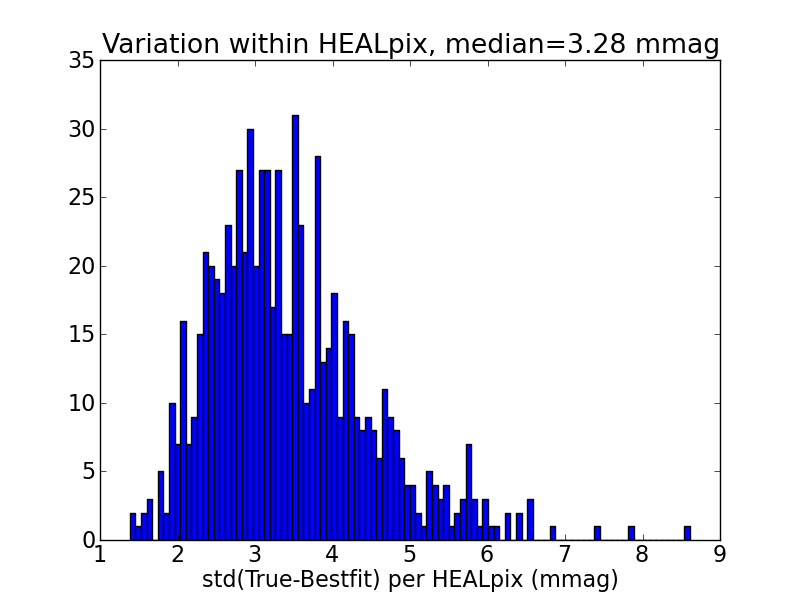 Variation within HEALpix, median=3.28 mmag
35
30
25
20
15
10
5
0
1 2 3 4 5 6 7 8 9
std(True-Bestfit) per HEALpix (mmag)